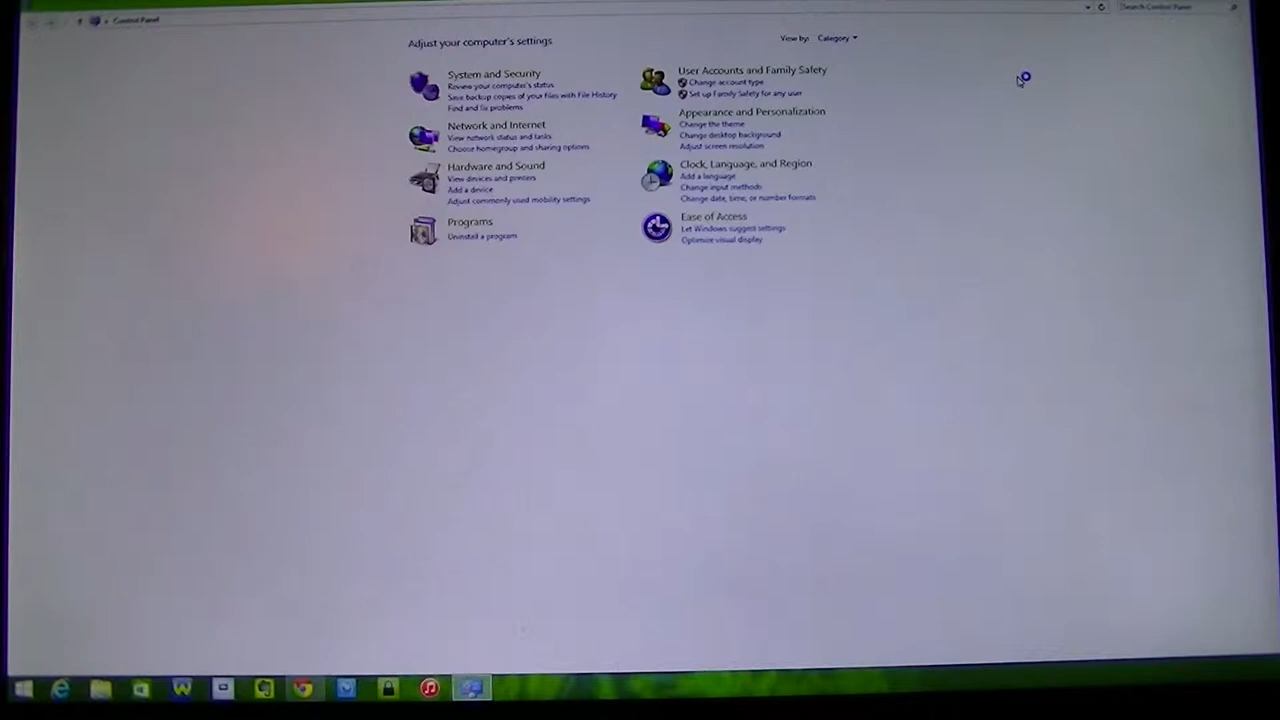 Control Panel
Search Control Panel
Adjust your computer's settings
View by: Category
System and Security
Review your computer's status
Save backup copies of your files with File History
Find and fix problems
Network and Internet
View network status and tasks
Choose homegroup and sharing options
Hardware and Sound
View devices and printers
Add a device
Adjust commonly used mobility settings
Programs
Uninstall a program
User Accounts and Family Safety
Change account type
Set up Family Safety for any user
Appearance and Personalization
Change the theme
Change desktop background
Adjust screen resolution
Clock, Language, and Region
Add a language
Change input methods
Change date, time, or number formats
Ease of Access
Let Windows suggest settings
Optimize visual display